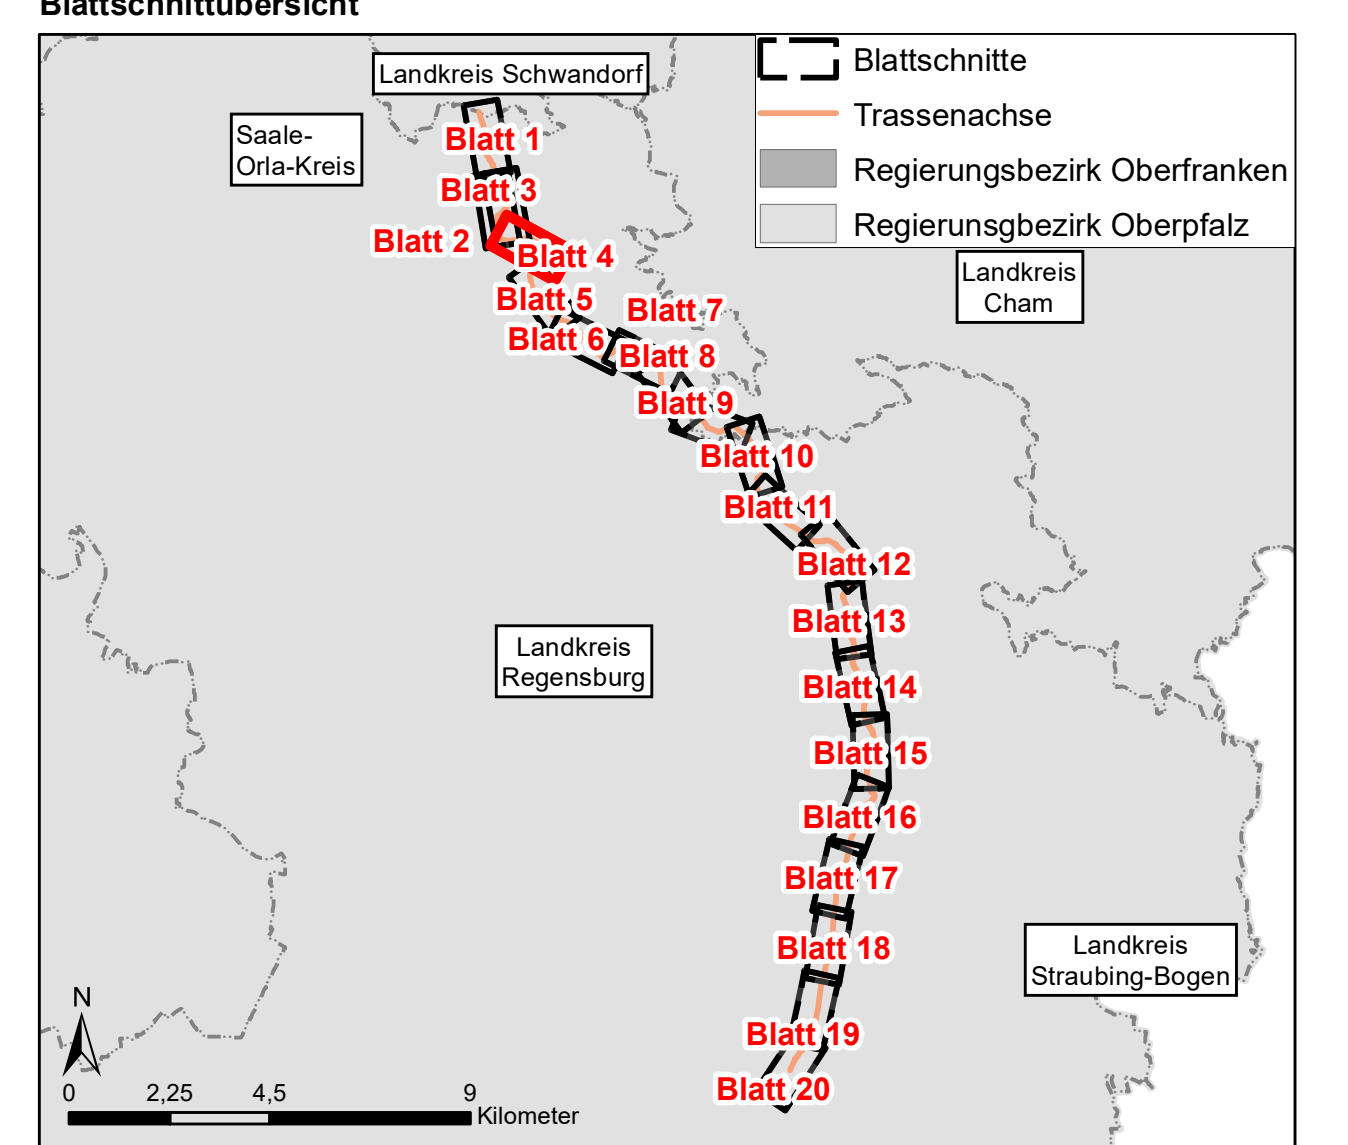 Blattschnittübersicht
Landkreis Schwandorf
Saale-
Orla-Kreis
Blattschnitte
Trassenachse
Regierungsbezirk Oberfranken
Regierunsgbezirk Oberpfalz
Landkreis
Cham
Blatt 1
Blatt 3
Blatt 2
Blatt 4
Blatt 5
Blatt 7
Blatt 6
Blatt 8
Blatt 9
Blatt 10
Blatt 11
Blatt 12
Blatt 13
Landkreis
Regensburg
Blatt 14
Blatt 15
Blatt 16
Blatt 17
Blatt 18
Landkreis
Straubing-Bogen
Blatt 19
Blatt 20
N
0 2,25 4,5 9
Kilometer